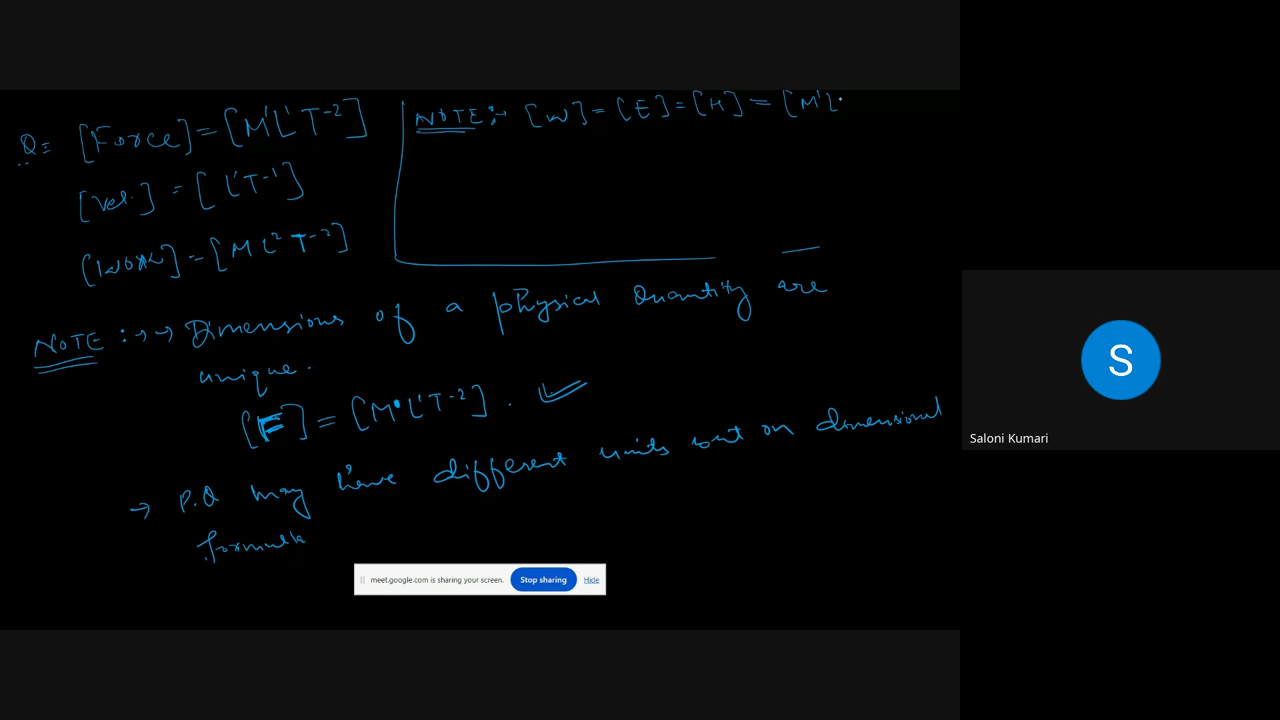 Q= [Force] = [M¹L¹T-²]
[vel.] = [L¹T-¹]
[Work] = [M L² T-²]
NOTE :→ [W] = [E] = [H] = [M¹L
NOTE :→→ Dimensions of a physical Quantity are
unique.
[F] = [M¹L¹T-²].
→ P.Q may have different units w.r.t on dimensional
formula
meet.google.com is sharing your screen. Stop sharing Hide
S
Saloni Kumari